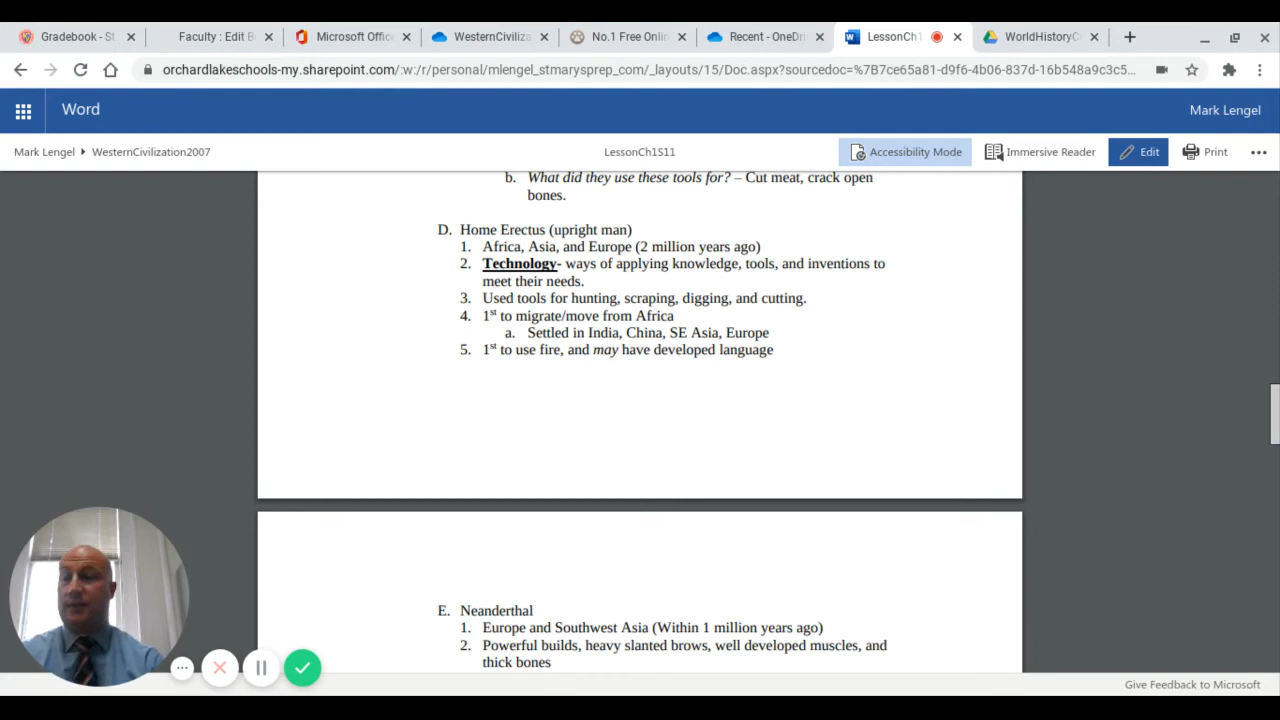 Gradebook - St
Faculty : Edit B
Microsoft Offic
WesternCiviliza
No.1 Free Onlin
Recent - OneDri
LessonCh1
WorldHistoryC
orchardlakeschools-my.sharepoint.com/:w:/r/personal/mlengel_stmarysprep_com/_layouts/15/Doc.aspx?sourcedoc=%7B7ce65a81-d9f6-4b06-837d-16b548a9c3c5...
Word
Mark Lengel
Mark Lengel ▸ WesternCivilization2007
LessonCh1S11
Accessibility Mode
Immersive Reader
Edit
Print
b. What did they use these tools for? – Cut meat, crack open
bones.
D. Home Erectus (upright man)
1. Africa, Asia, and Europe (2 million years ago)
2. Technology- ways of applying knowledge, tools, and inventions to
meet their needs.
3. Used tools for hunting, scraping, digging, and cutting.
4. 1st to migrate/move from Africa
a. Settled in India, China, SE Asia, Europe
5. 1st to use fire, and may have developed language
E. Neanderthal
1. Europe and Southwest Asia (Within 1 million years ago)
2. Powerful builds, heavy slanted brows, well developed muscles, and
thick bones
Give Feedback to Microsoft